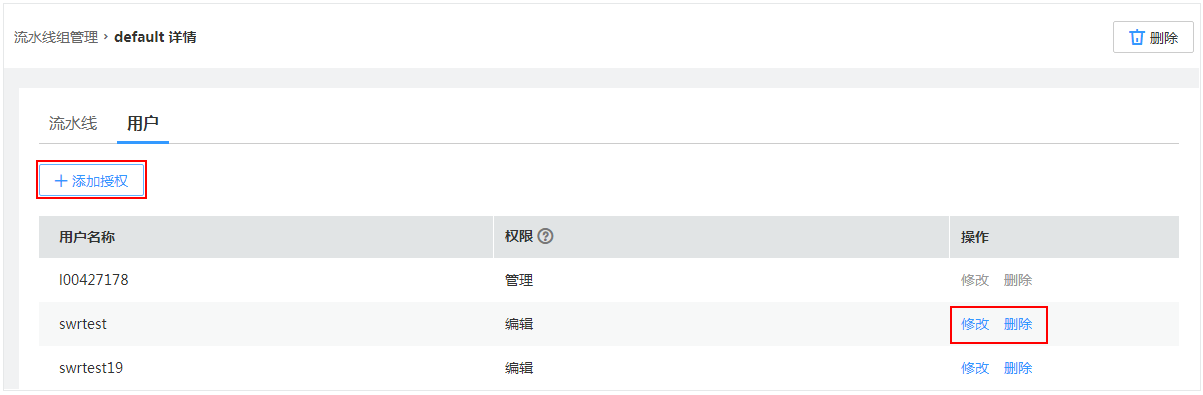 流水线组管理 › default 详情
删除
流水线 用户
添加授权
用户名称 权限 ? 操作
l00427178 管理 修改 删除
swrtest 编辑 修改 删除
swrtest19 编辑 修改 删除